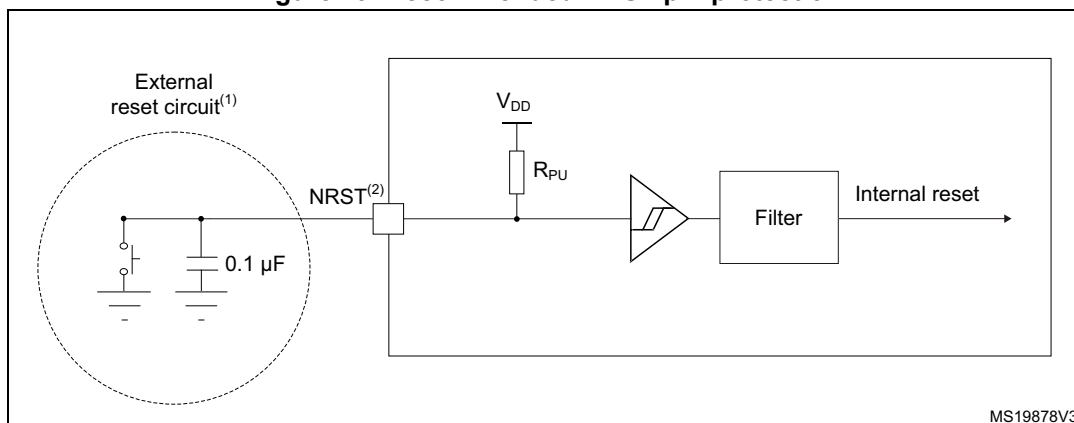 External
reset circuit(1)
VDD
RPU
NRST(2)
Internal reset
Filter
0.1 µF
MS19878V3